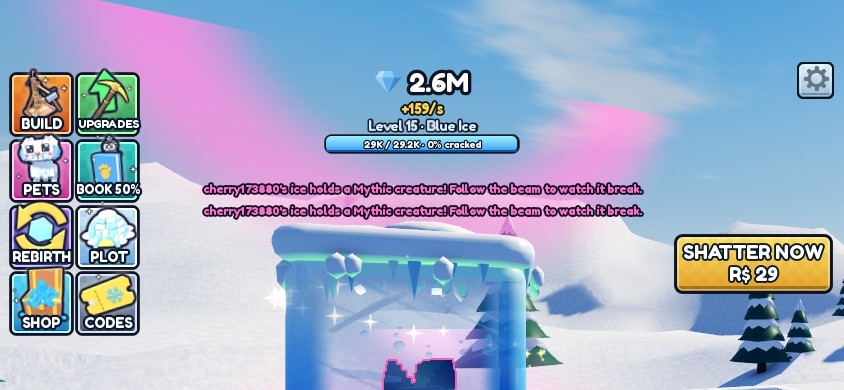 2.6M
+159/s
Level 15 · Blue Ice
29K / 29.2K · 0% cracked
BUILD
UPGRADES
PETS
BOOK 50%
REBIRTH
PLOT
SHOP
CODES
cherry173880's ice holds a Mythic creature! Follow the beam to watch it break.
cherry173880's ice holds a Mythic creature! Follow the beam to watch it break.
SHATTER NOW
R$ 29